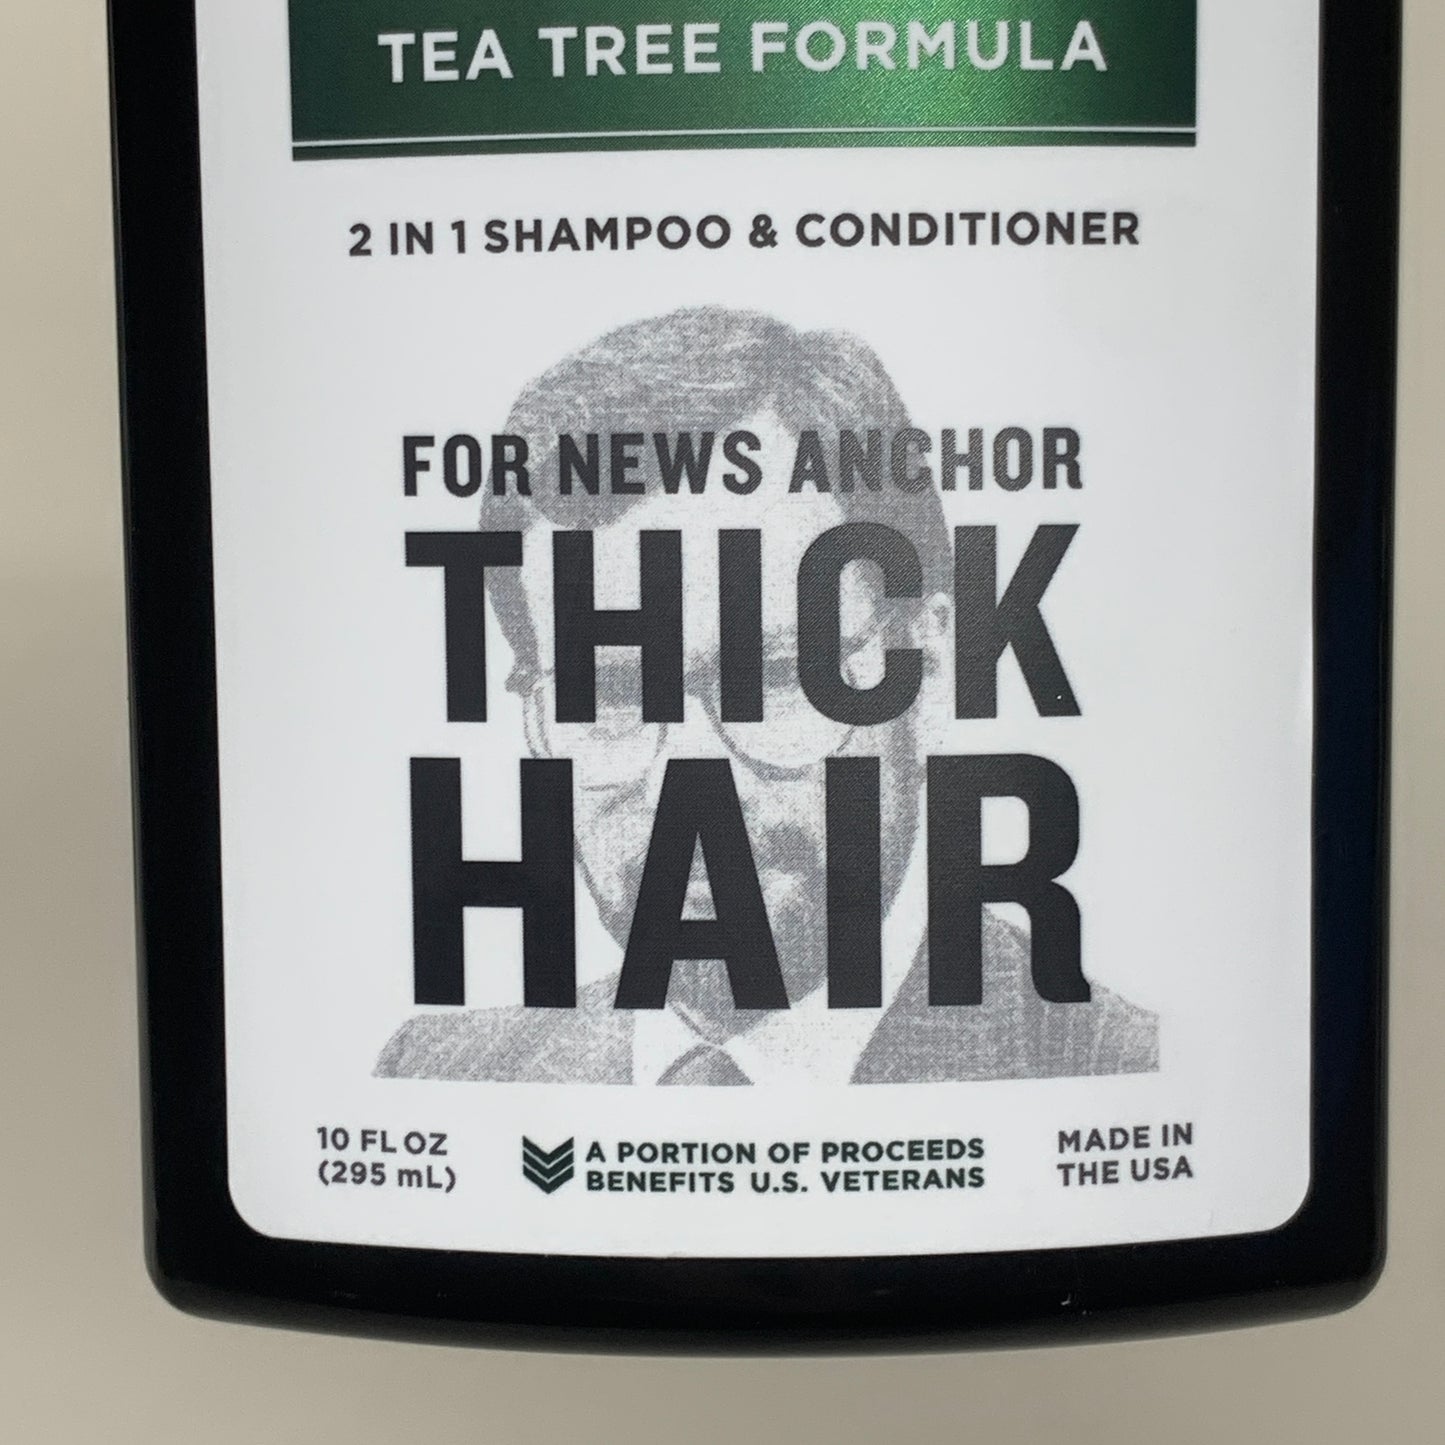 TEA TREE FORMULA
2 IN 1 SHAMPOO & CONDITIONER
FOR NEWS ANCHOR
THICK
HAIR
10 FL OZ
(295 mL)
A PORTION OF PROCEEDS
BENEFITS U.S. VETERANS
MADE IN
THE USA